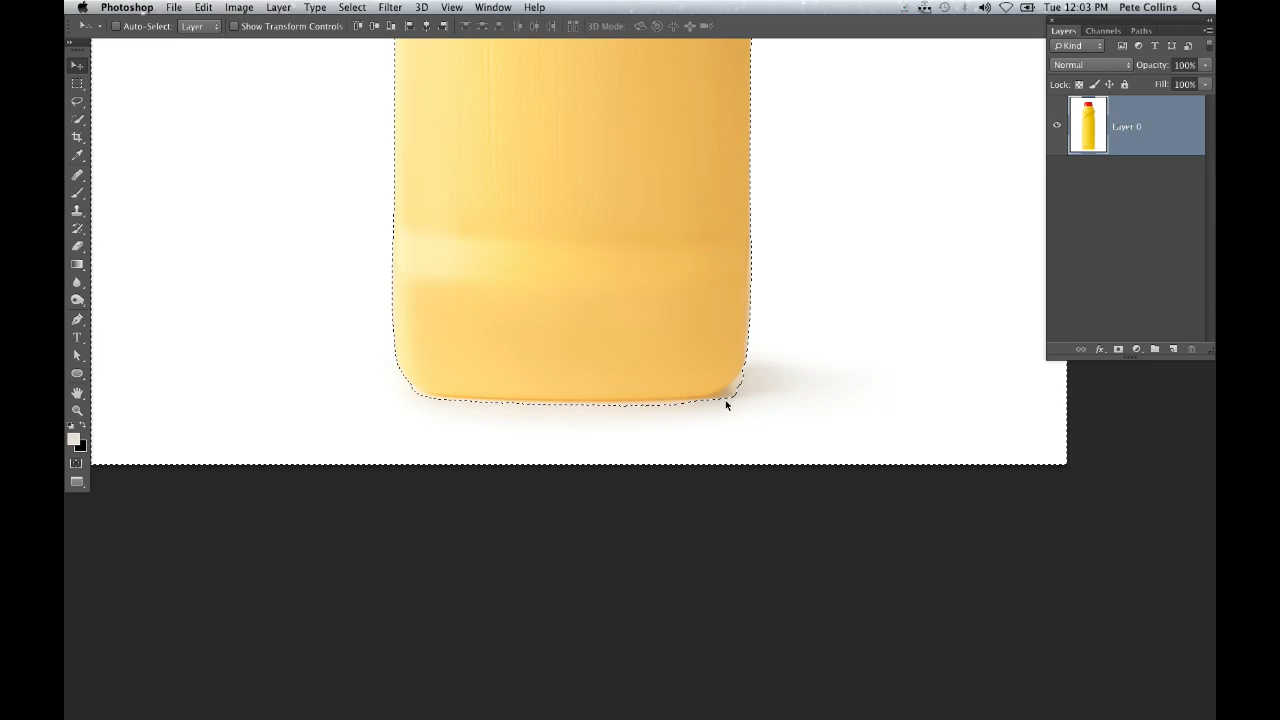 Photoshop File Edit Image Layer Type Select Filter 3D View Window Help Tue 12:03 PM Pete Collins
Auto-Select: Layer Show Transform Controls 3D Mode:
Layers Channels Paths
Kind
Normal Opacity: 100%
Lock: Fill: 100%
Layer 0